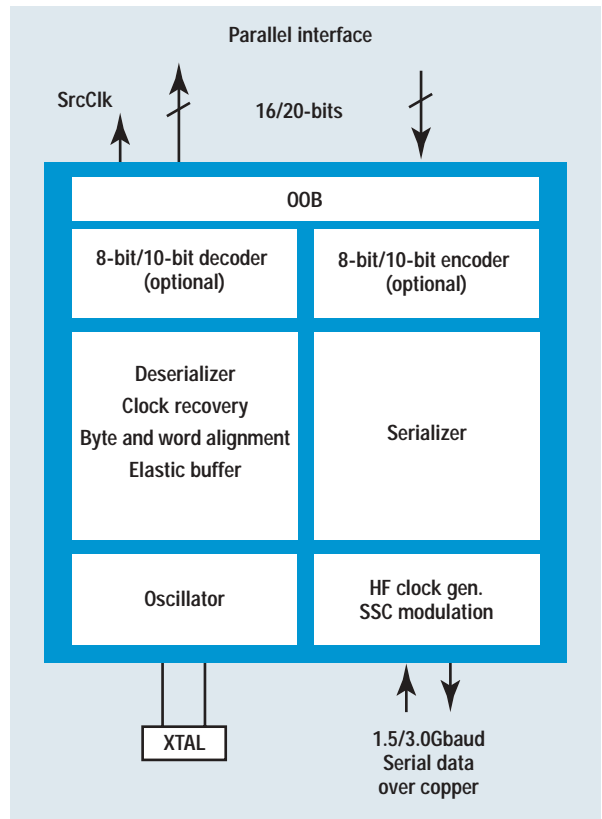 Parallel interface
SrcClk
16/20-bits
OOB
8-bit/10-bit decoder
(optional)
8-bit/10-bit encoder
(optional)
Deserializer
Clock recovery
Byte and word alignment
Elastic buffer
Serializer
Oscillator
HF clock gen.
SSC modulation
XTAL
1.5/3.0Gbaud
Serial data
over copper